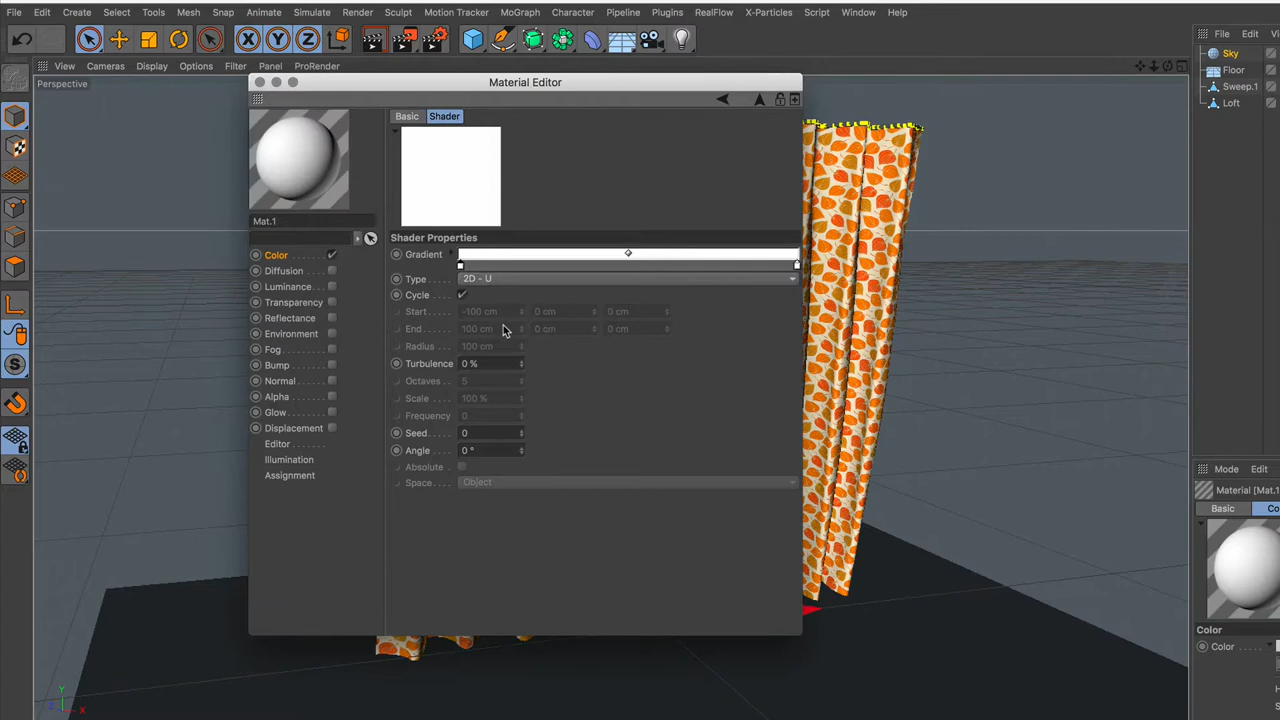 File Edit Create Select Tools Mesh Snap Animate Simulate Render Sculpt Motion Tracker MoGraph Character Pipeline Plugins RealFlow X-Particles Script Window Help
File Edit
X Y Z
View Cameras Display Options Filter Panel ProRender
Perspective
Sky
Floor
Sweep.1
Loft
Material Editor
Basic Shader
Mat.1
Shader Properties
Color
Diffusion
Luminance
Transparency
Reflectance
Environment
Fog
Bump
Normal
Alpha
Glow
Displacement
Editor
Illumination
Assignment
Gradient
Type 2D - U
Cycle
Start -100 cm 0 cm 0 cm
End 100 cm 0 cm 0 cm
Radius 100 cm
Turbulence 0 %
Octaves 5
Scale 100 %
Frequency 0
Seed 0
Angle 0 °
Absolute
Space Object
Mode Edit
Material [Mat.1
Basic Co
Color
Color
Y
Z X